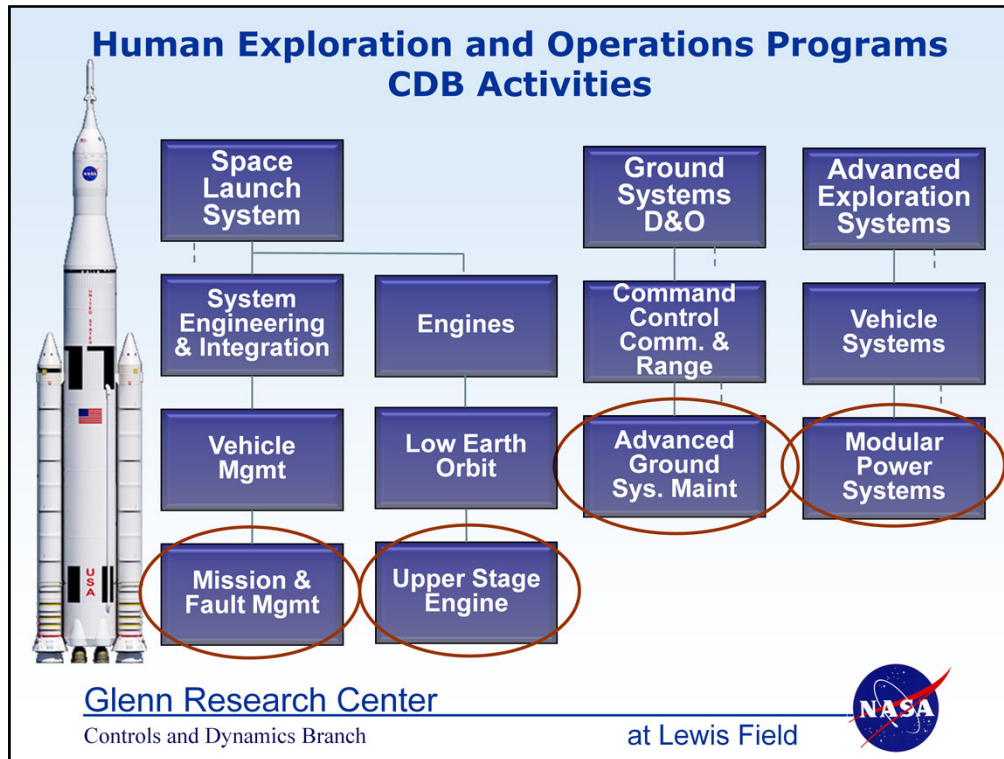 Human Exploration and Operations Programs
CDB Activities
Space
Launch
System
Ground
Systems
D&O
Advanced
Exploration
Systems
System
Engineering
& Integration
Engines
Command
Control
Comm. &
Range
Vehicle
Systems
Vehicle
Mgmt
Low Earth
Orbit
Advanced
Ground
Sys. Maint
Modular
Power
Systems
Mission &
Fault Mgmt
Upper Stage
Engine
UNITED STATES
USA
Glenn Research Center
Controls and Dynamics Branch
at Lewis Field
NASA